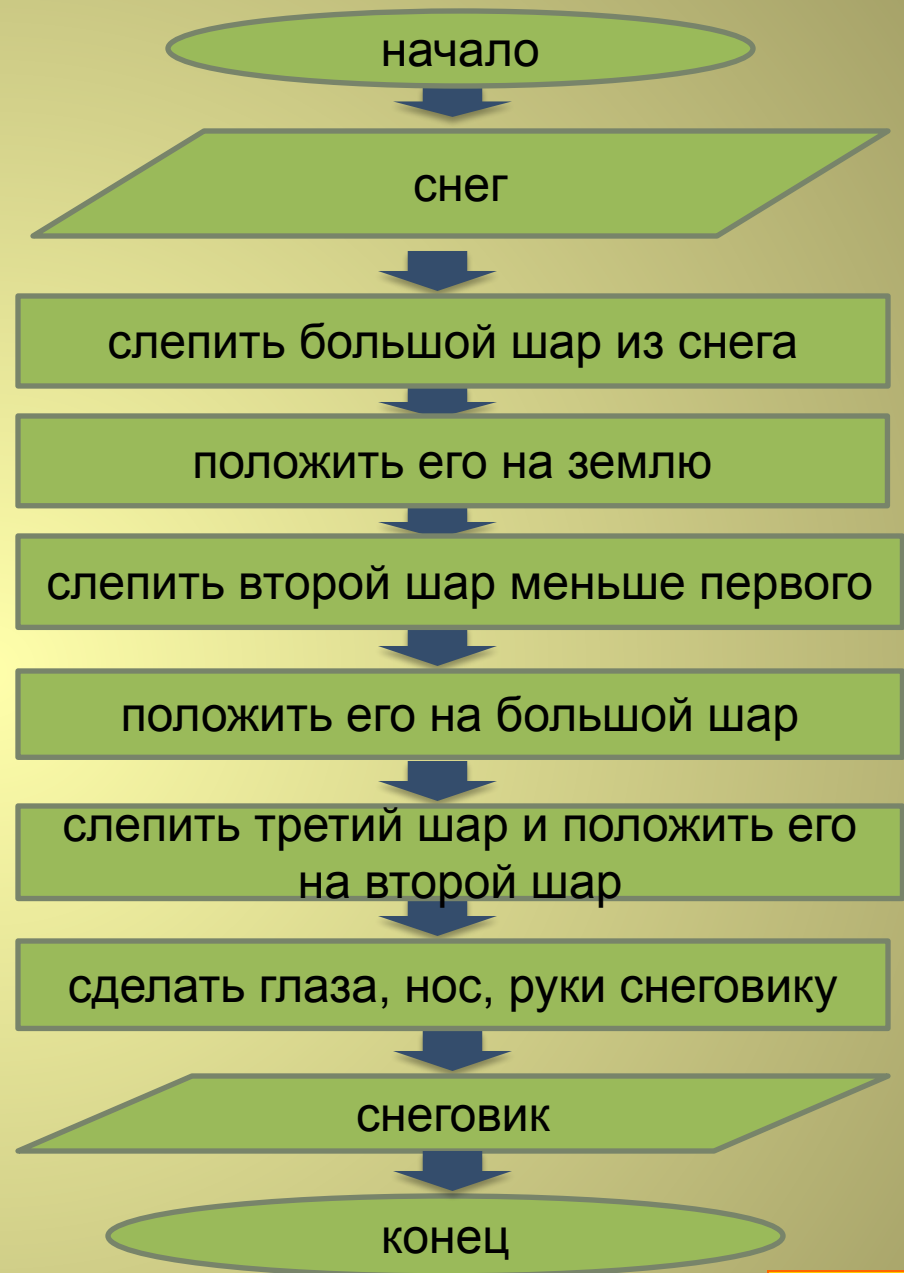 начало
снег
слепить большой шар из снега
положить его на землю
слепить второй шар меньше первого
положить его на большой шар
слепить третий шар и положить его
на второй шар
сделать глаза, нос, руки снеговику
снеговик
конец